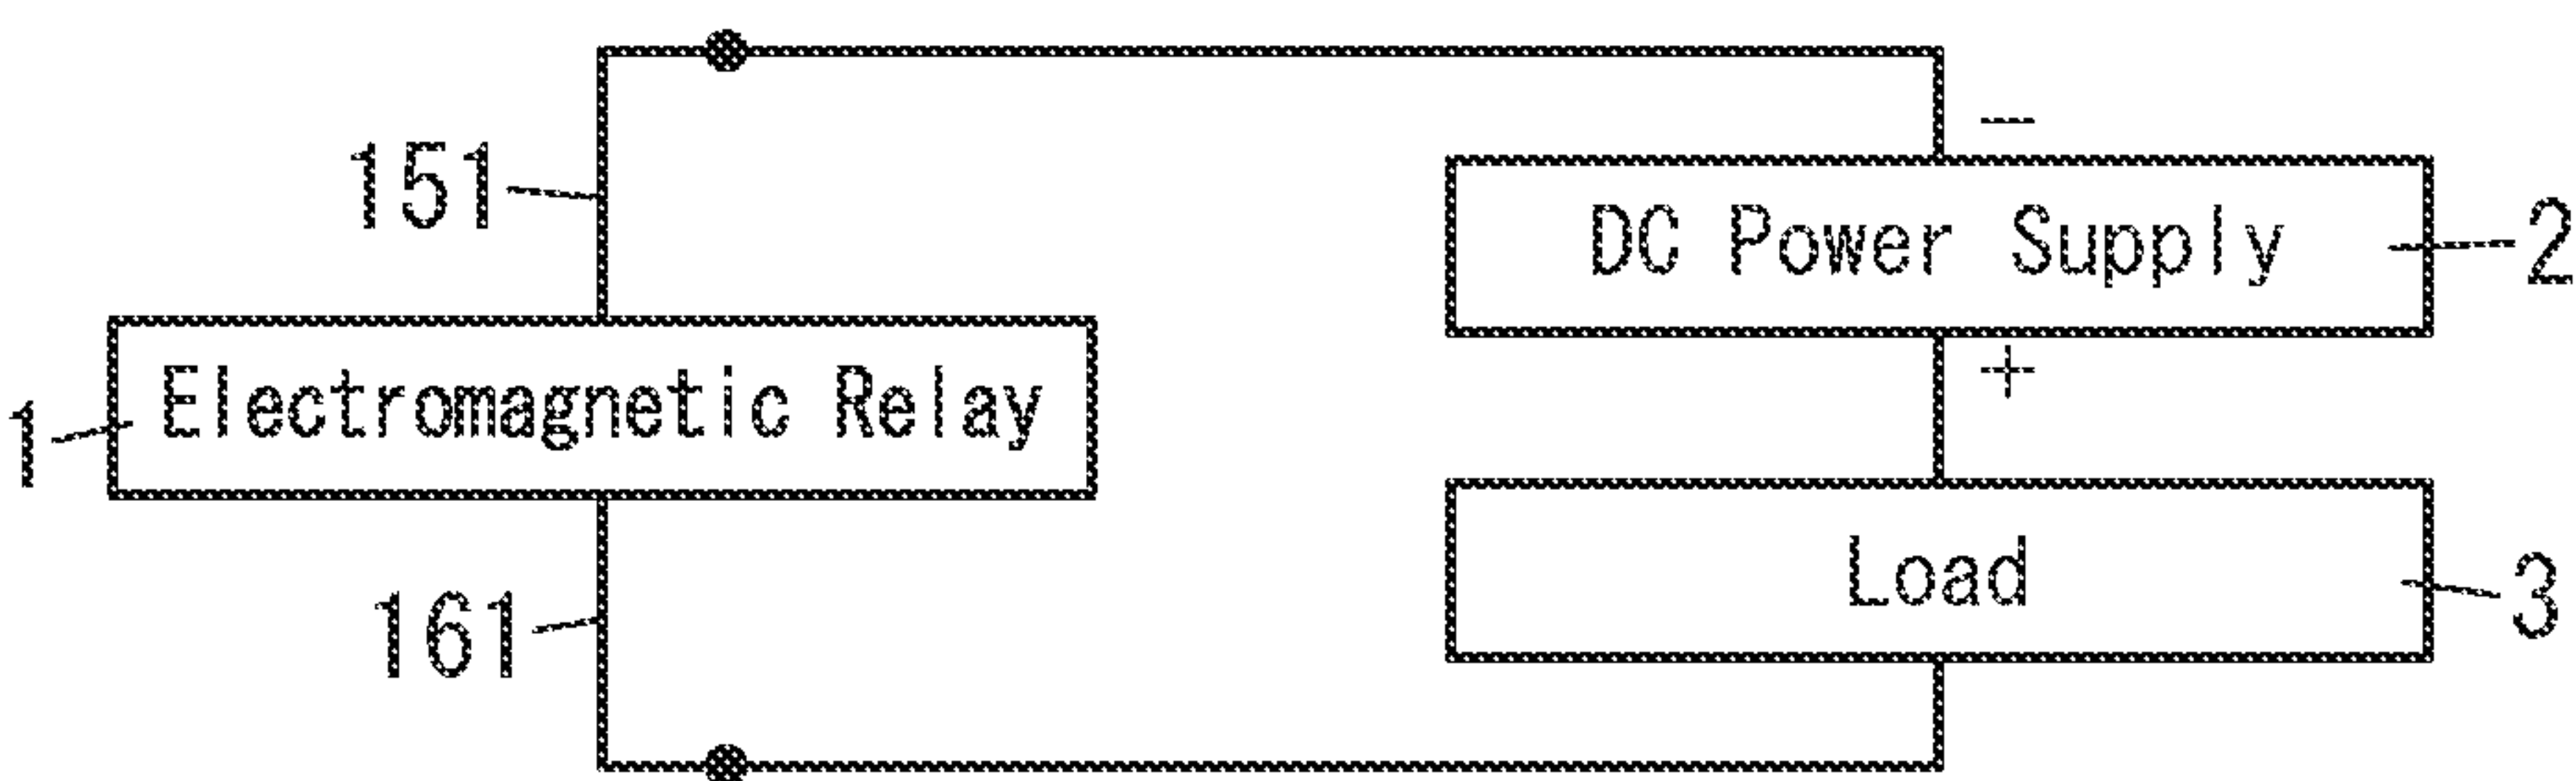 −
151
DC Power Supply
2
+
Electromagnetic Relay
1
Load
3
161